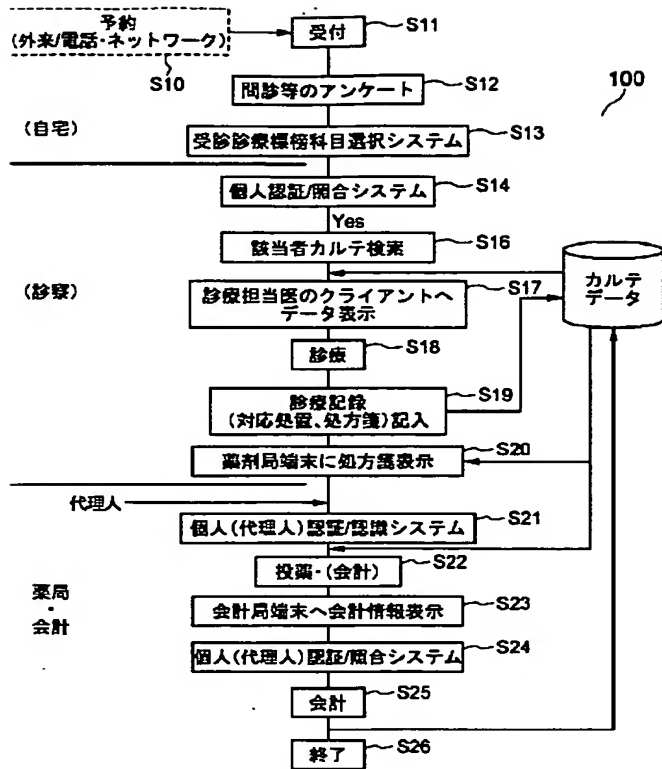 予約
(外来/電話・ネットワーク)
S10
受付
S11
問診等のアンケート
S12
100
(自宅)
受診診療標榜科目選択システム
S13
個人認証/照合システム
S14
Yes
該当者カルテ検索
S16
カルテ
データ
(診察)
診療担当医のクライアントへ
データ表示
S17
診療
S18
診療記録
(対応処置、処方箋)記入
S19
薬剤局端末に処方箋表示
S20
代理人
個人(代理人)認証/認識システム
S21
投薬・(会計)
S22
薬局
・
会計
会計局端末へ会計情報表示
S23
個人(代理人)認証/照合システム
S24
会計
S25
終了
S26